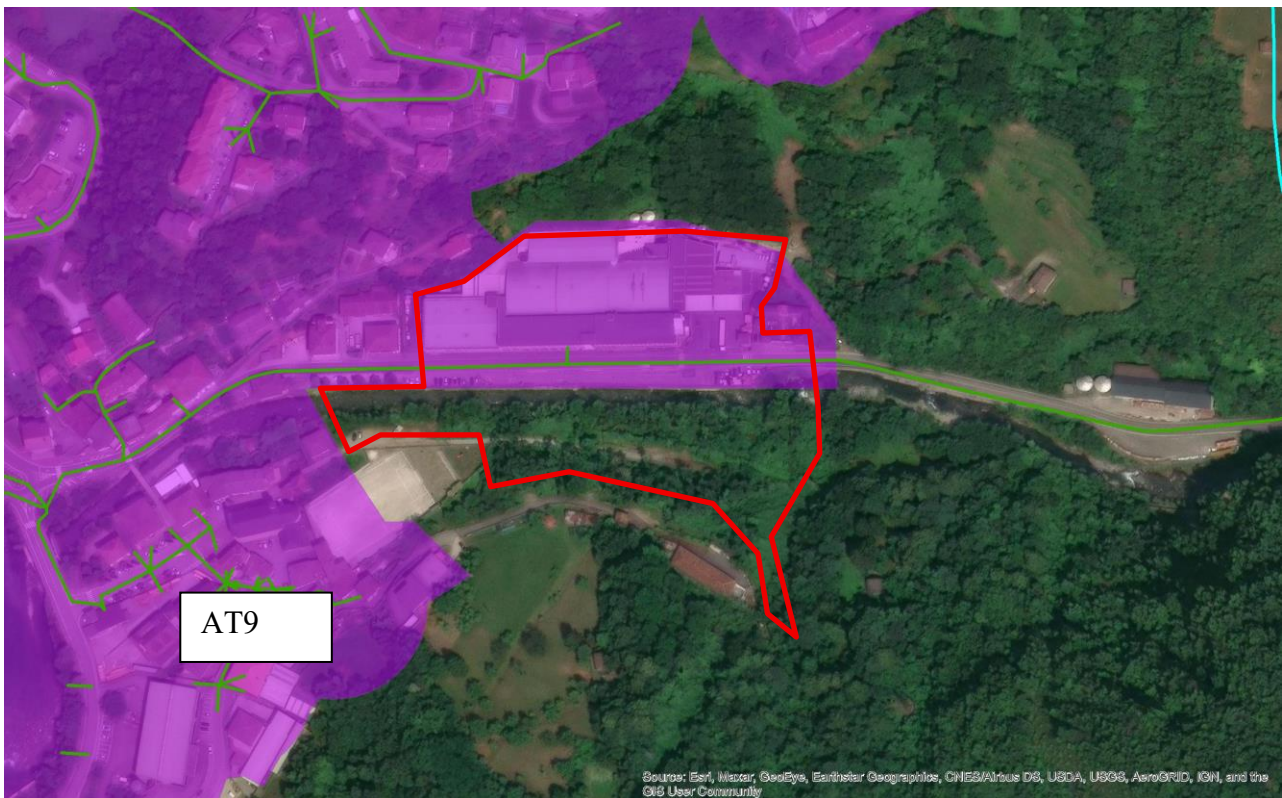 AT9
Source: Esri, Maxar, GeoEye, Earthstar Geographics, CNES/Airbus DS, USDA, USGS, AeroGRID, IGN, and the
GIS User Community